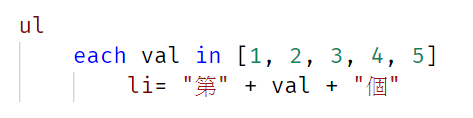 ul
each val in [1, 2, 3, 4, 5]
li= "第" + val + "個"